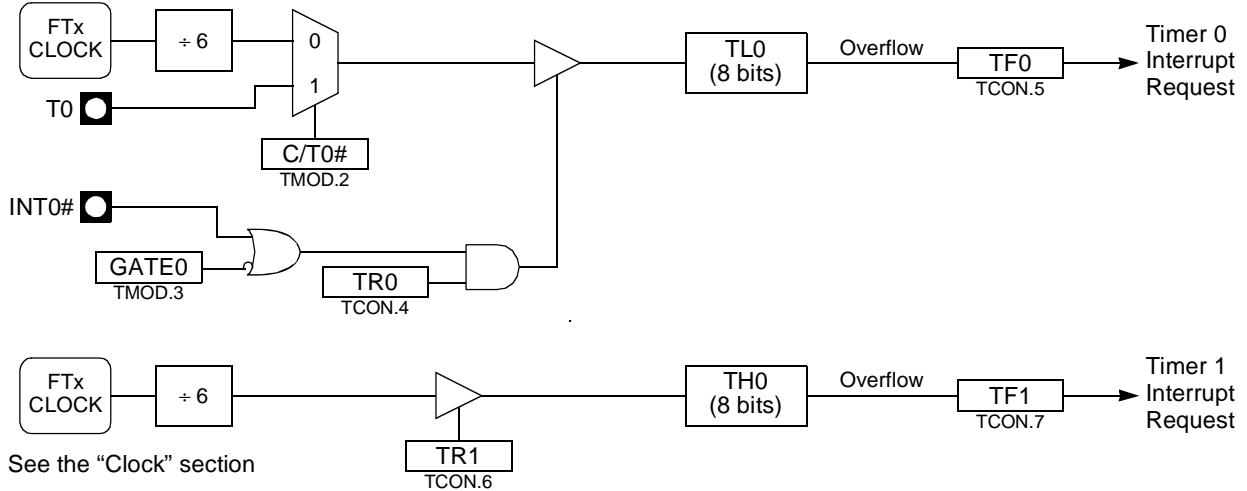 FTx
CLOCK
÷ 6
0
1
T0
C/T0#
TMOD.2
TL0
(8 bits)
Overflow
TF0
TCON.5
Timer 0
Interrupt
Request
INT0#
GATE0
TMOD.3
TR0
TCON.4
FTx
CLOCK
÷ 6
TR1
TCON.6
TH0
(8 bits)
Overflow
TF1
TCON.7
Timer 1
Interrupt
Request
See the “Clock” section